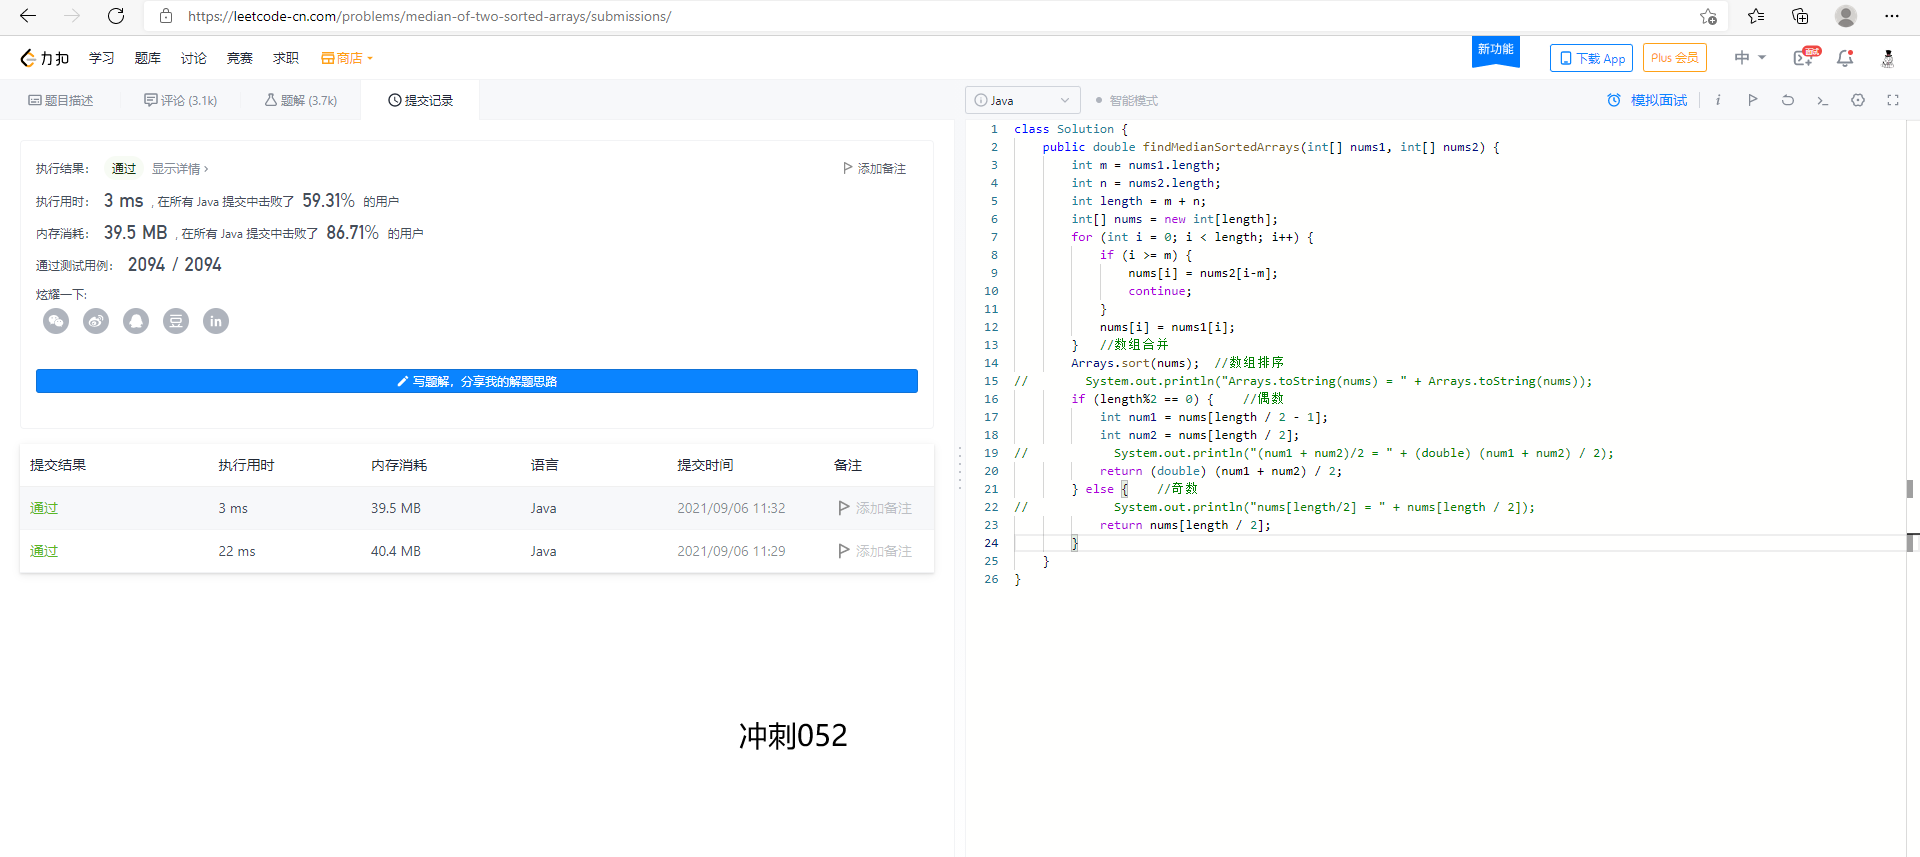 https://leetcode-cn.com/problems/median-of-two-sorted-arrays/submissions/
力扣 学习 题库 讨论 竞赛 求职 商店 新功能 下载 App Plus 会员 中 面试
题目描述 评论 (3.1k) 题解 (3.7k) 提交记录
执行结果： 通过 显示详情 › 添加备注
执行用时： 3 ms , 在所有 Java 提交中击败了 59.31% 的用户
内存消耗： 39.5 MB , 在所有 Java 提交中击败了 86.71% 的用户
通过测试用例： 2094 / 2094
炫耀一下:
豆 in
写题解，分享我的解题思路
提交结果 执行用时 内存消耗 语言 提交时间 备注
通过 3 ms 39.5 MB Java 2021/09/06 11:32 添加备注
通过 22 ms 40.4 MB Java 2021/09/06 11:29 添加备注
冲刺052
Java 智能模式 模拟面试 i
1 class Solution {
2     public double findMedianSortedArrays(int[] nums1, int[] nums2) {
3         int m = nums1.length;
4         int n = nums2.length;
5         int length = m + n;
6         int[] nums = new int[length];
7         for (int i = 0; i < length; i++) {
8             if (i >= m) {
9                 nums[i] = nums2[i-m];
10                 continue;
11             }
12             nums[i] = nums1[i];
13         }   //数组合并
14         Arrays.sort(nums);  //数组排序
15 //        System.out.println("Arrays.toString(nums) = " + Arrays.toString(nums));
16         if (length%2 == 0) {    //偶数
17             int num1 = nums[length / 2 - 1];
18             int num2 = nums[length / 2];
19 //            System.out.println("(num1 + num2)/2 = " + (double) (num1 + num2) / 2);
20             return (double) (num1 + num2) / 2;
21         } else {    //奇数
22 //            System.out.println("nums[length/2] = " + nums[length / 2]);
23             return nums[length / 2];
24         }
25     }
26 }